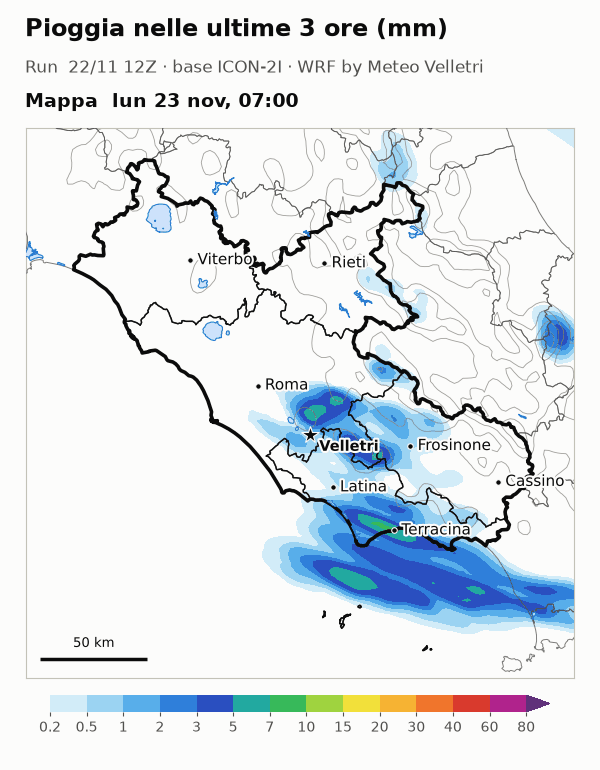 Pioggia nelle ultime 3 ore (mm)
Run  22/11 12Z · base ICON-2I · WRF by Meteo Velletri
Mappa  lun 23 nov, 07:00
Viterbo
Rieti
Roma
Velletri
Frosinone
Latina
Cassino
Terracina
50 km
0.2 0.5 1 2 3 5 7 10 15 20 30 40 60 80